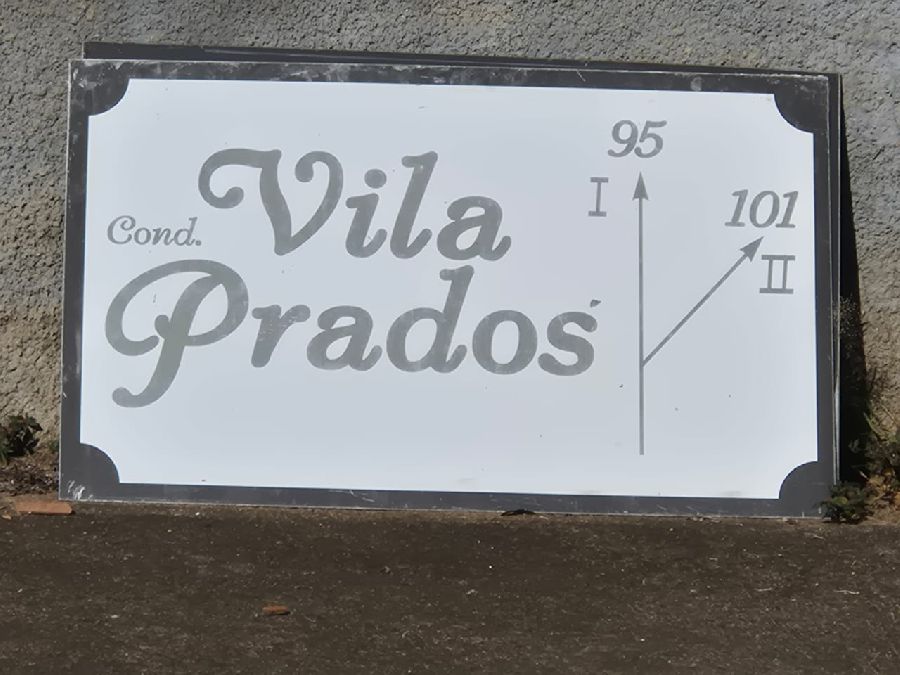 Cond. Vila
Prados
95
I
101
II